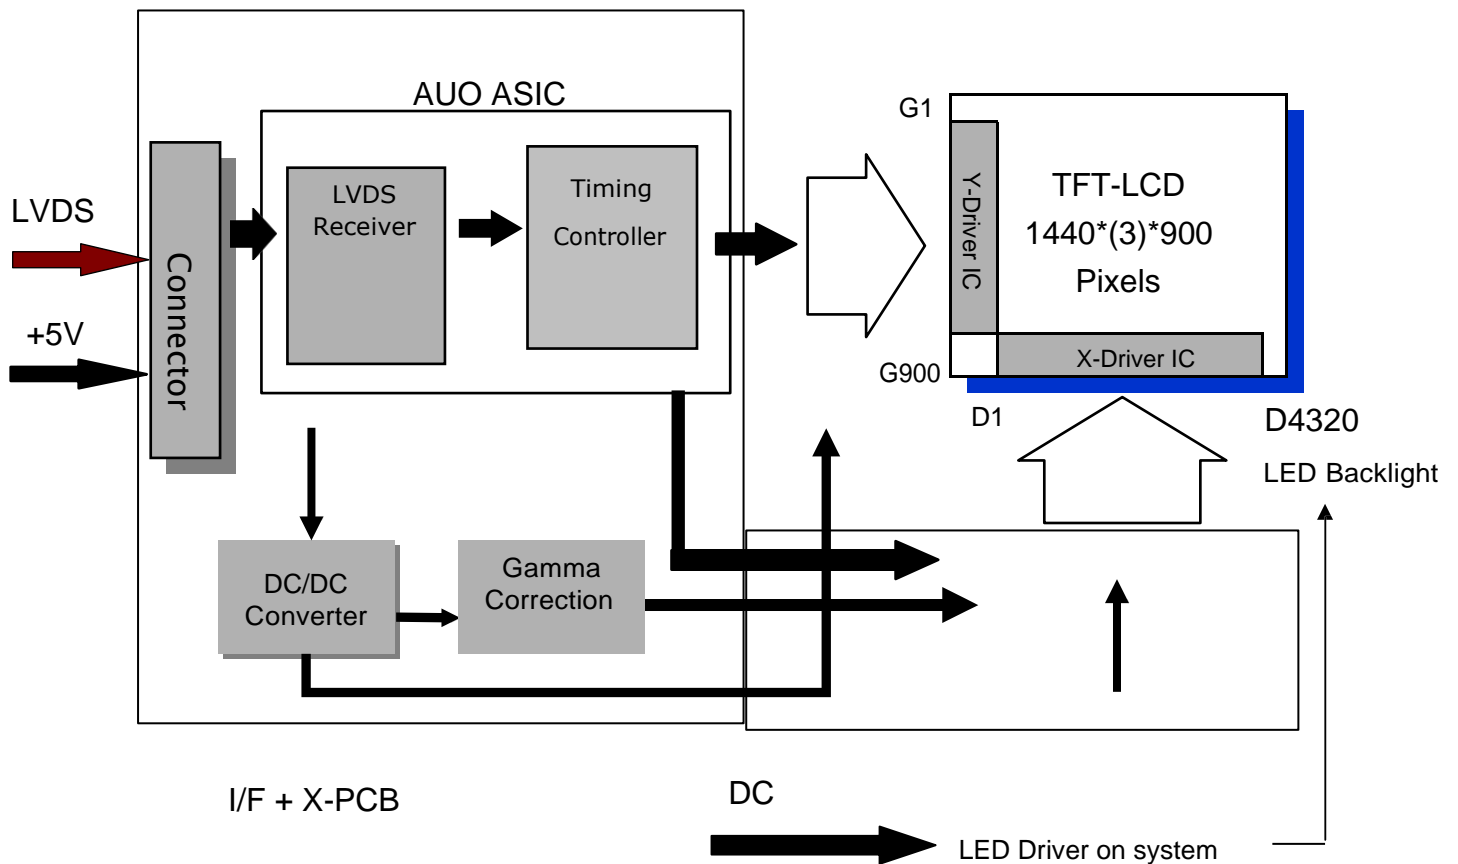 AUO ASIC
G1
LVDS
Connector
LVDS
Receiver
Timing
Controller
Y-Driver IC
TFT-LCD
1440*(3)*900
Pixels
+5V
X-Driver IC
G900
D1
D4320
LED Backlight
DC/DC
Converter
Gamma
Correction
I/F + X-PCB
DC
LED Driver on system